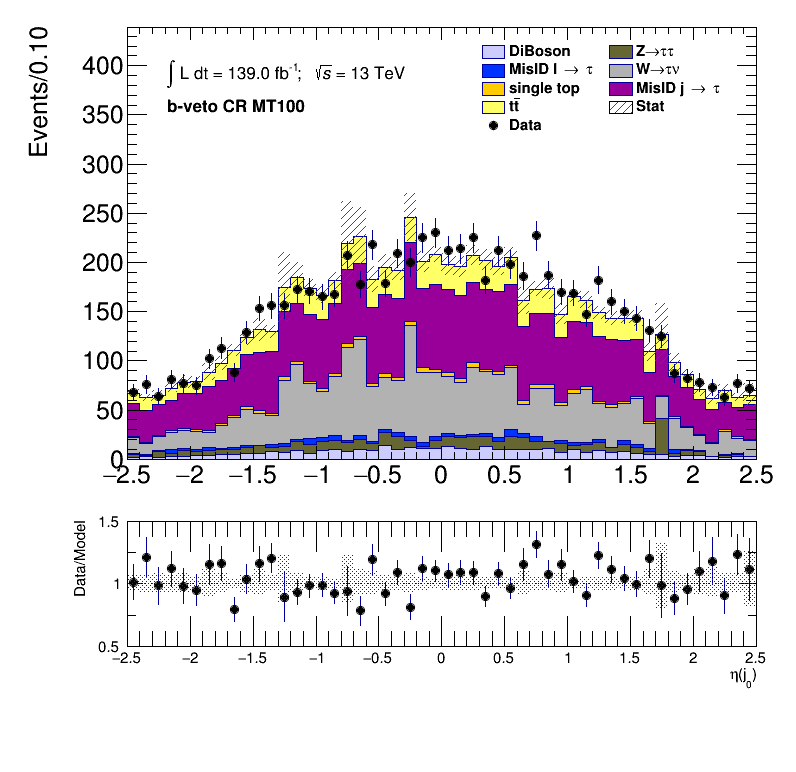 Events/0.10
400
350
300
250
200
150
100
50
0
∫ L dt = 139.0 fb⁻¹; √s = 13 TeV
b-veto CR MT100
DiBoson
MisID l → τ
single top
tt̄
Data
Z→ττ
W→τν
MisID j → τ
Stat
−2.5 −2 −1.5 −1 −0.5 0 0.5 1 1.5 2 2.5
Data/Model
1.5
1
0.5
−2.5 −2 −1.5 −1 −0.5 0 0.5 1 1.5 2 2.5
η(j₀)